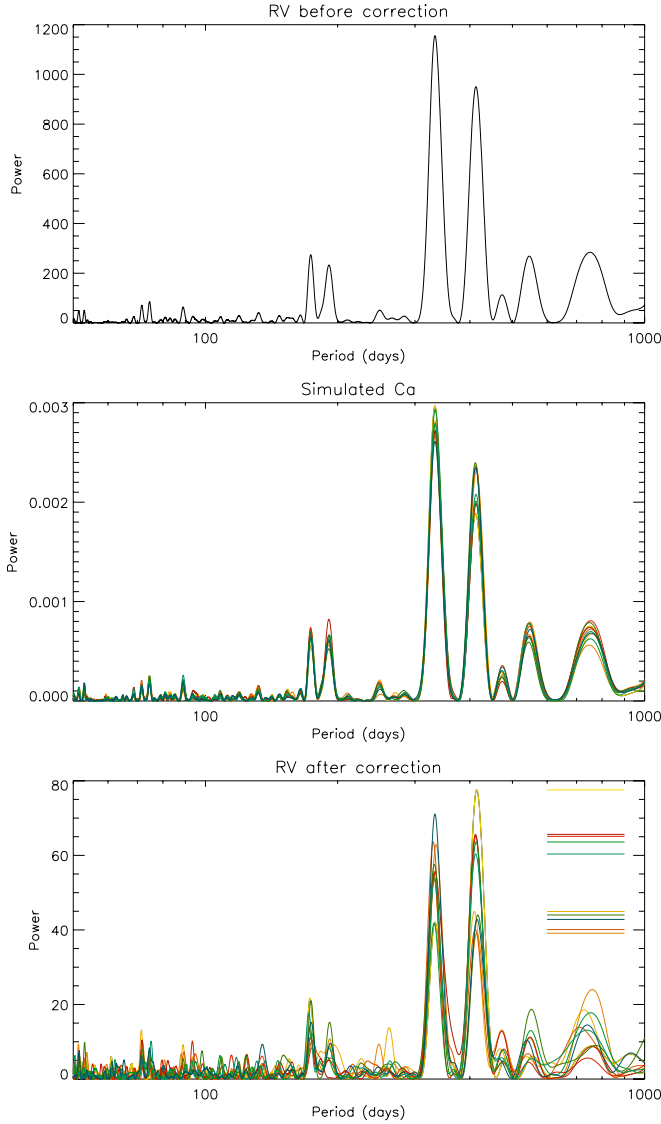 RV before correction
1200
1000
800
600
400
200
0
Power
100
1000
Period (days)
Simulated Ca
0.003
0.002
0.001
0.000
Power
100
1000
Period (days)
RV after correction
80
60
40
20
0
Power
100
1000
Period (days)